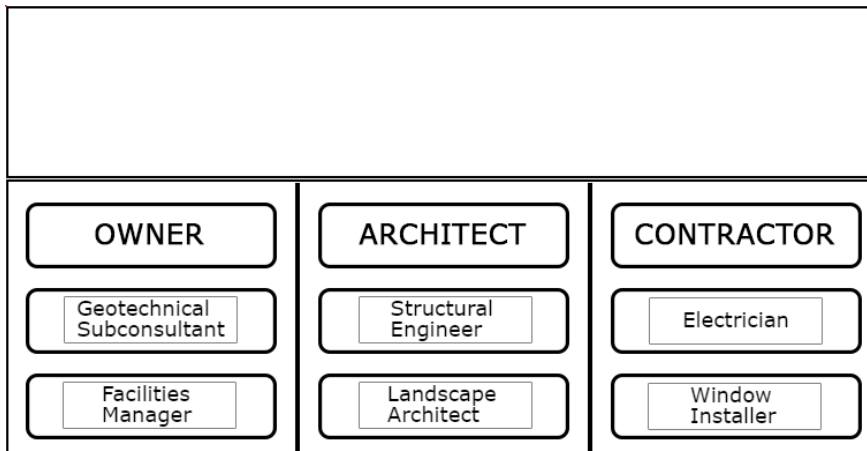 OWNER
ARCHITECT
CONTRACTOR
Geotechnical
Subconsultant
Structural
Engineer
Electrician
Facilities
Manager
Landscape
Architect
Window
Installer